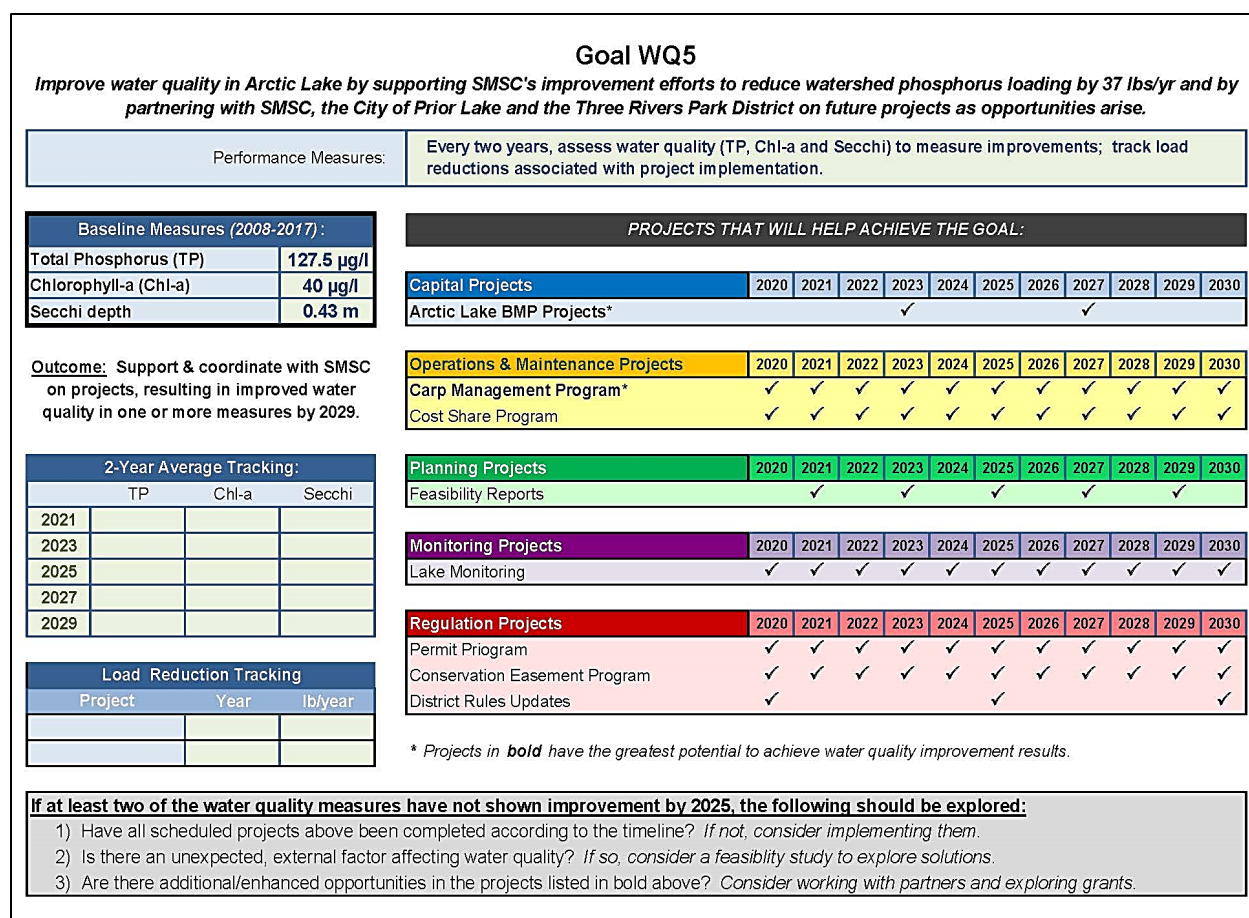 Goal WQ5
Improve water quality in Arctic Lake by supporting SMSC's improvement efforts to reduce watershed phosphorus loading by 37 lbs/yr and by
partnering with SMSC, the City of Prior Lake and the Three Rivers Park District on future projects as opportunities arise.
Performance Measures:
Every two years, assess water quality (TP, Chl-a and Secchi) to measure improvements; track load
reductions associated with project implementation.
Baseline Measures (2008-2017) :
Total Phosphorus (TP) 127.5 µg/l
Chlorophyll-a (Chl-a) 40 µg/l
Secchi depth 0.43 m
Outcome: Support & coordinate with SMSC
on projects, resulting in improved water
quality in one or more measures by 2029.
2-Year Average Tracking:
TP Chl-a Secchi
2021
2023
2025
2027
2029
Load Reduction Tracking
Project Year lb/year
PROJECTS THAT WILL HELP ACHIEVE THE GOAL:
Capital Projects 2020 2021 2022 2023 2024 2025 2026 2027 2028 2029 2030
Arctic Lake BMP Projects* ✓ ✓
Operations & Maintenance Projects 2020 2021 2022 2023 2024 2025 2026 2027 2028 2029 2030
Carp Management Program* ✓ ✓ ✓ ✓ ✓ ✓ ✓ ✓ ✓ ✓ ✓
Cost Share Program ✓ ✓ ✓ ✓ ✓ ✓ ✓ ✓ ✓ ✓ ✓
Planning Projects 2020 2021 2022 2023 2024 2025 2026 2027 2028 2029 2030
Feasibility Reports ✓ ✓ ✓ ✓ ✓
Monitoring Projects 2020 2021 2022 2023 2024 2025 2026 2027 2028 2029 2030
Lake Monitoring ✓ ✓ ✓ ✓ ✓ ✓ ✓ ✓ ✓ ✓ ✓
Regulation Projects 2020 2021 2022 2023 2024 2025 2026 2027 2028 2029 2030
Permit Priogram ✓ ✓ ✓ ✓ ✓ ✓ ✓ ✓ ✓ ✓ ✓
Conservation Easement Program ✓ ✓ ✓ ✓ ✓ ✓ ✓ ✓ ✓ ✓ ✓
District Rules Updates ✓ ✓ ✓
* Projects in bold have the greatest potential to achieve water quality improvement results.
If at least two of the water quality measures have not shown improvement by 2025, the following should be explored:
1) Have all scheduled projects above been completed according to the timeline? If not, consider implementing them.
2) Is there an unexpected, external factor affecting water quality? If so, consider a feasiblity study to explore solutions.
3) Are there additional/enhanced opportunities in the projects listed in bold above? Consider working with partners and exploring grants.